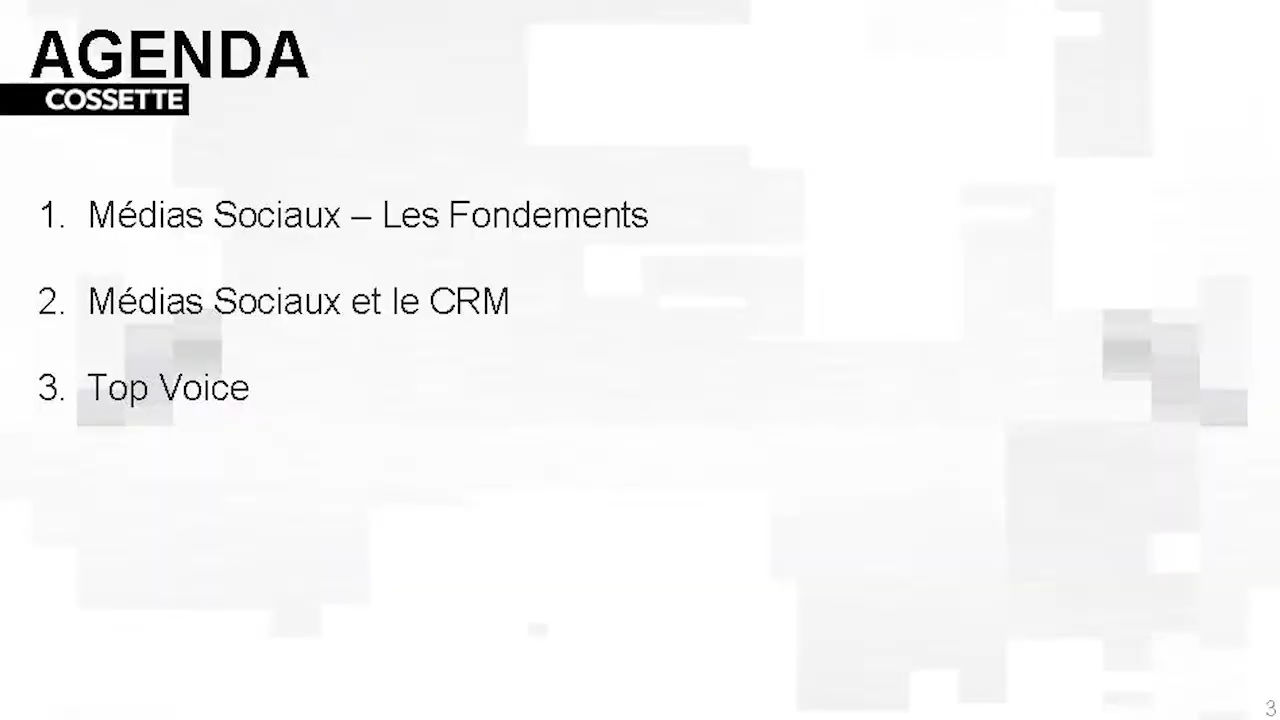 AGENDA
COSSETTE
1. Médias Sociaux – Les Fondements
2. Médias Sociaux et le CRM
3. Top Voice
3